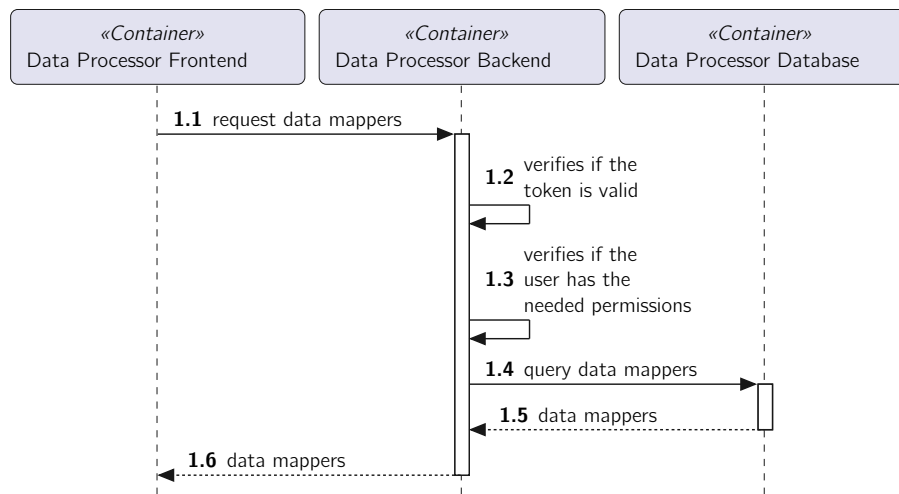 «Container»
Data Processor Frontend
«Container»
Data Processor Backend
«Container»
Data Processor Database
1.1 request data mappers
1.2 verifies if the
token is valid
1.3 verifies if the
user has the
needed permissions
1.4 query data mappers
1.5 data mappers
1.6 data mappers